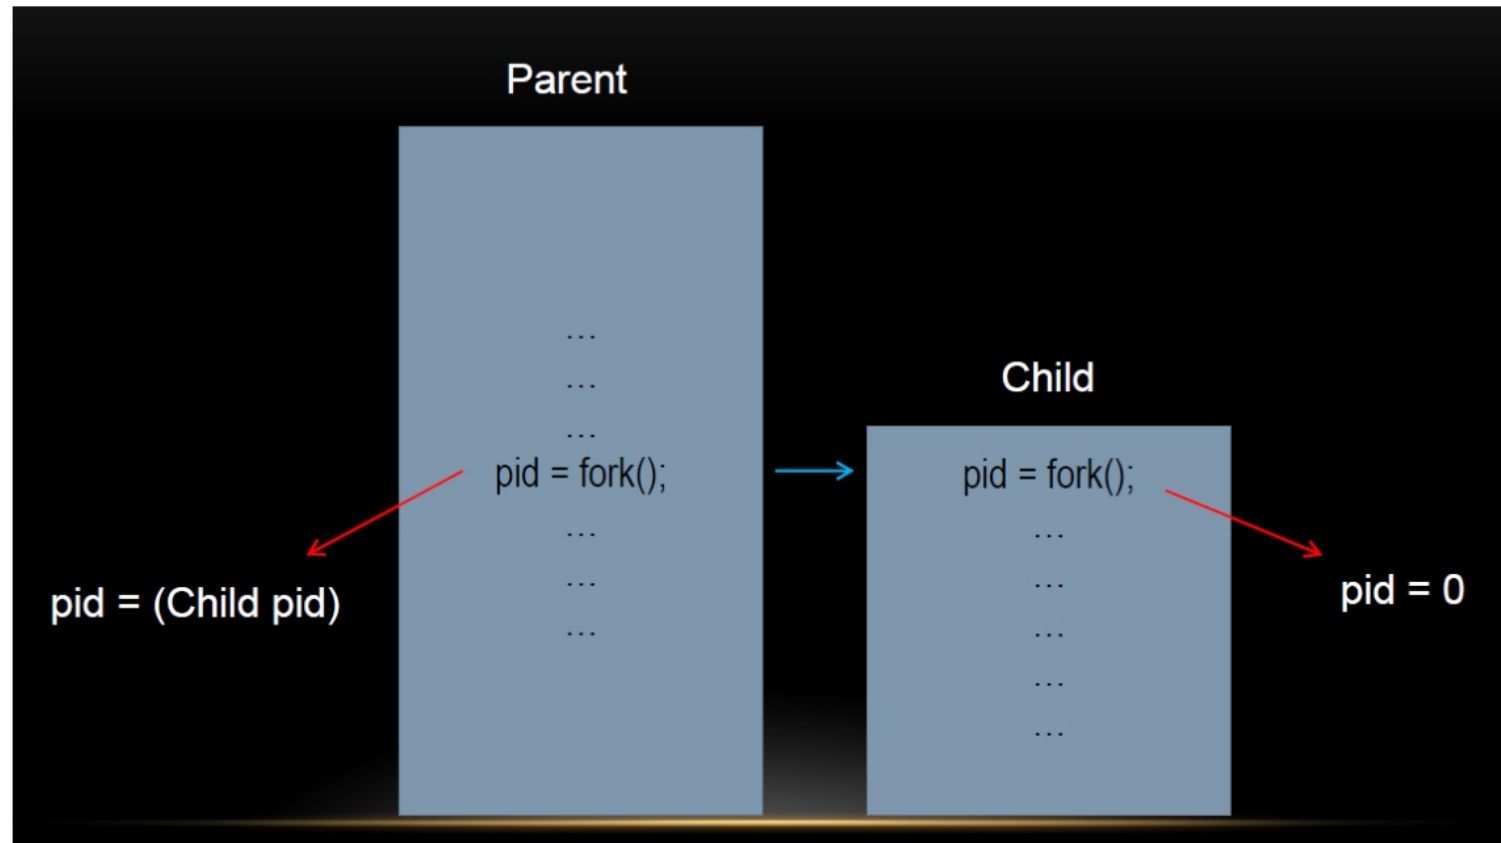 Parent
...
...
...
pid = fork();
...
...
...
pid = (Child pid)
Child
pid = fork();
...
...
...
...
...
pid = 0